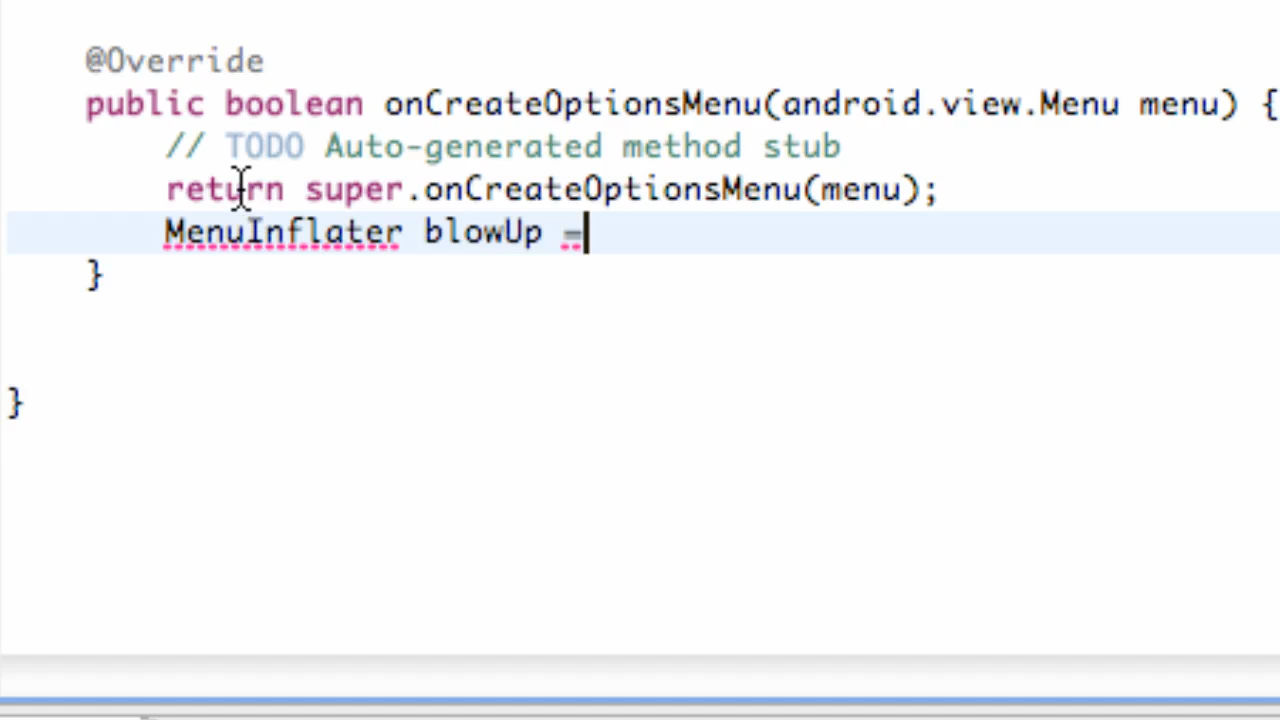 @Override
public boolean onCreateOptionsMenu(android.view.Menu menu) {
// TODO Auto-generated method stub
return super.onCreateOptionsMenu(menu);
MenuInflater blowUp =
}
}